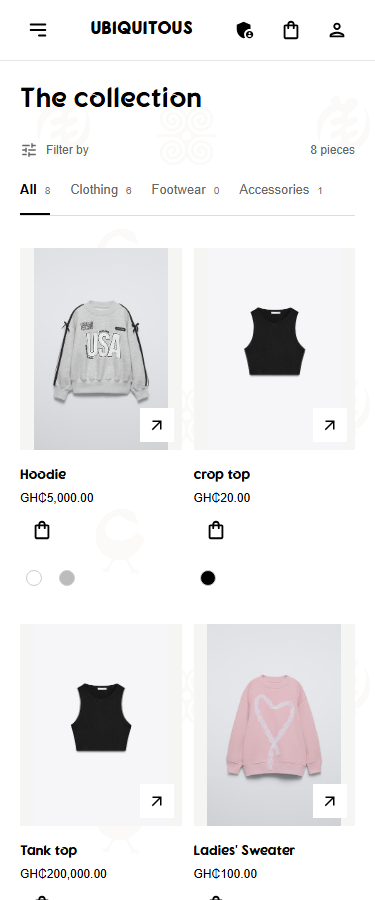 UBIQUITOUS
The collection
Filter by
8 pieces
All 8
Clothing 6
Footwear 0
Accessories 1
USA
Hoodie
GH₵5,000.00
crop top
GH₵20.00
Tank top
GH₵200,000.00
Ladies' Sweater
GH₵100.00